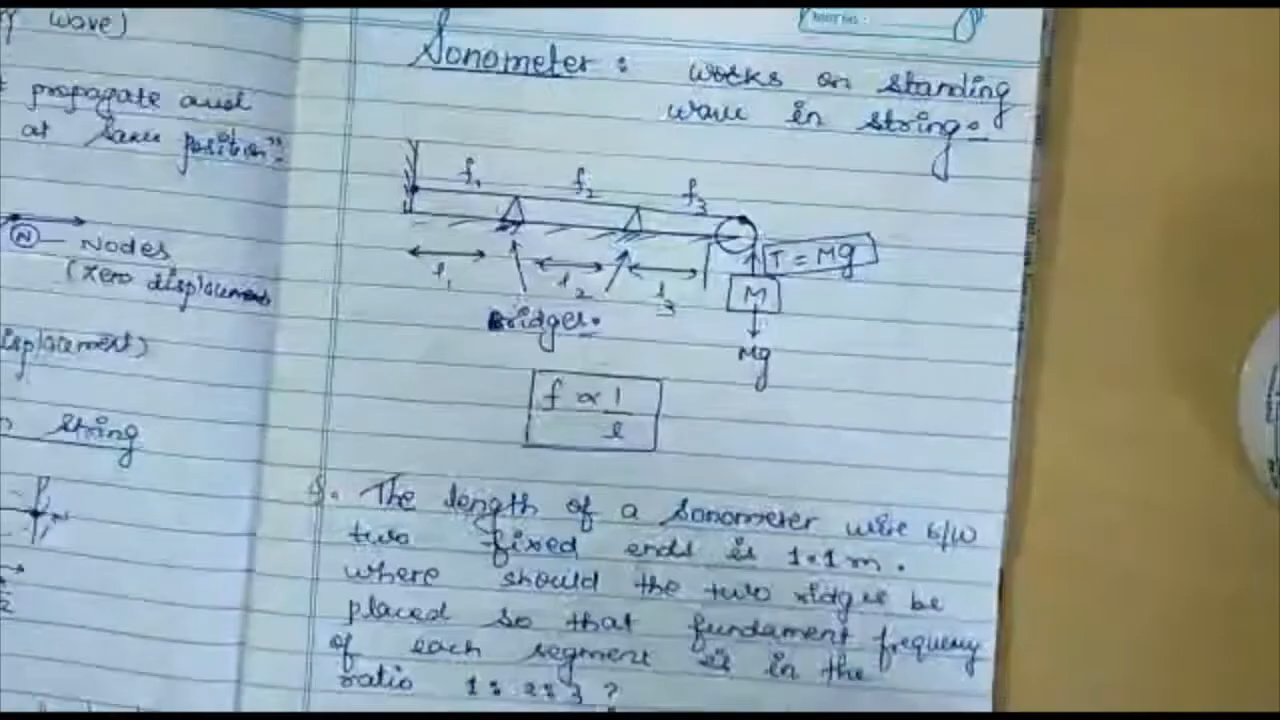 wave)
propagate and
at same position".
N Nodes
(zero displacement
isplacement)
string
Sonometer : works on standing
wave in string.
f₁ f₂ f₃
T = Mg
l₁ l₂ l₃
M
Bridges.
Mg
f ∝ 1
l
Q. The length of a sonometer wire b/w
two fixed ends is 1.1 m.
where should the two ridges be
placed so that fundament frequency
of each segment is in the
ratio 1 : 2 : 3 ?